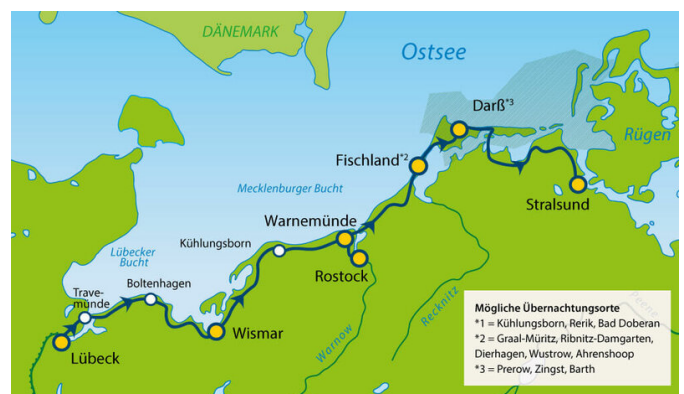 DÄNEMARK
Ostsee
Darß*3
Rügen
Fischland*2
Mecklenburger Bucht
Stralsund
Warnemünde
Kühlungsborn
Lübecker
Bucht
Rostock
Boltenhagen
Trave-
münde
Wismar
Lübeck
Warnow
Recknitz
Peene
Mögliche Übernachtungsorte
*1 = Kühlungsborn, Rerik, Bad Doberan
*2 = Graal-Müritz, Ribnitz-Damgarten,
Dierhagen, Wustrow, Ahrenshoop
*3 = Prerow, Zingst, Barth